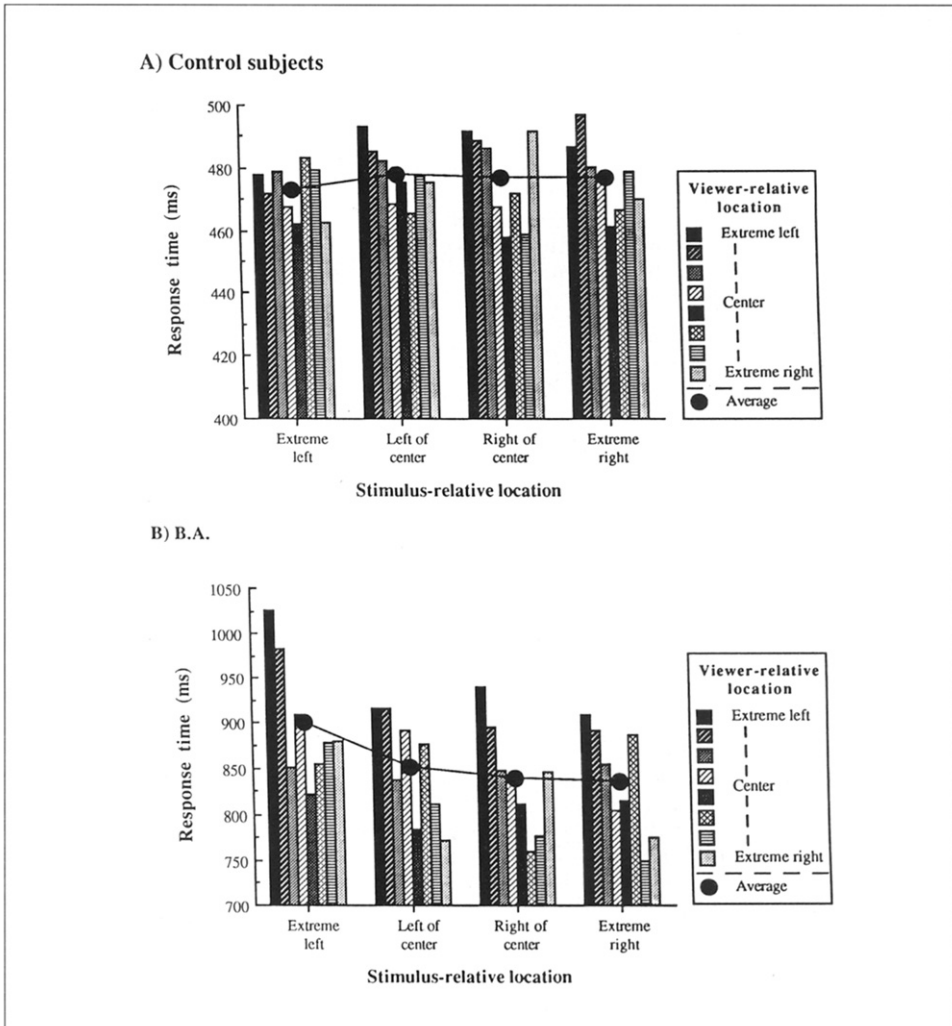 A) Control subjects
500
480
460
440
420
400
Response time (ms)
Extreme
left
Left of
center
Right of
center
Extreme
right
Stimulus-relative location
Viewer-relative
location
Extreme left
Center
Extreme right
Average
B) B.A.
1050
1000
950
900
850
800
750
700
Response time (ms)
Extreme
left
Left of
center
Right of
center
Extreme
right
Stimulus-relative location
Viewer-relative
location
Extreme left
Center
Extreme right
Average